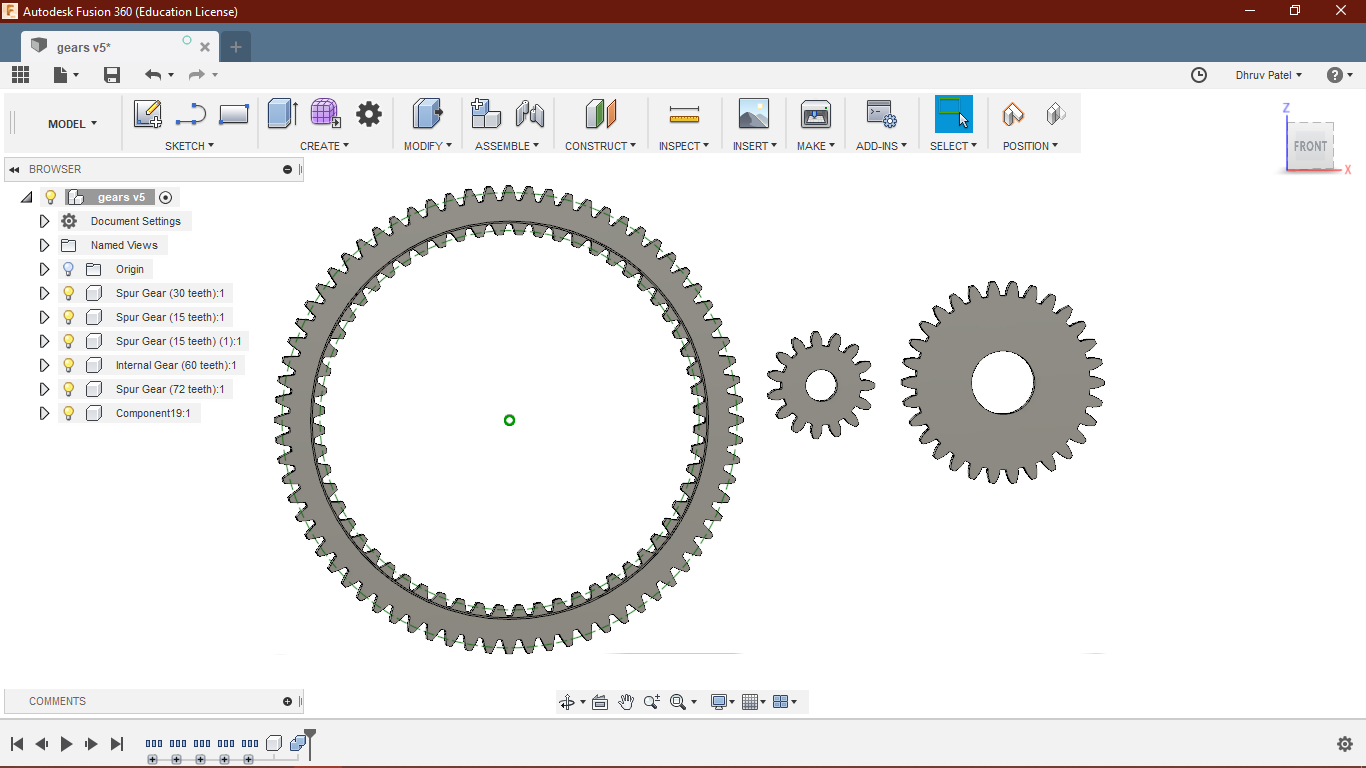 Autodesk Fusion 360 (Education License)
gears v5*
Dhruv Patel
MODEL
SKETCH
CREATE
MODIFY
ASSEMBLE
CONSTRUCT
INSPECT
INSERT
MAKE
ADD-INS
SELECT
POSITION
Z
FRONT
X
BROWSER
gears v5
Document Settings
Named Views
Origin
Spur Gear (30 teeth):1
Spur Gear (15 teeth):1
Spur Gear (15 teeth) (1):1
Internal Gear (60 teeth):1
Spur Gear (72 teeth):1
Component19:1
COMMENTS